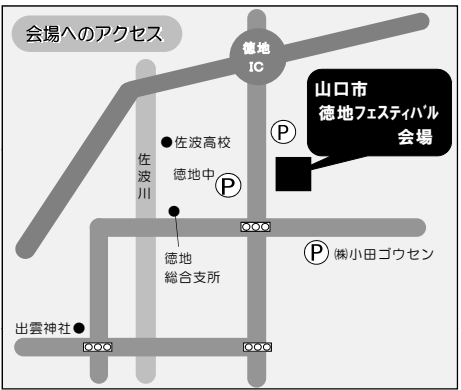 会場へのアクセス
徳地
IC
山口市
徳地フェスティバル
会場
P
佐波高校
佐波川
徳地中
P
徳地
総合支所
P ㈱小田ゴウセン
出雲神社